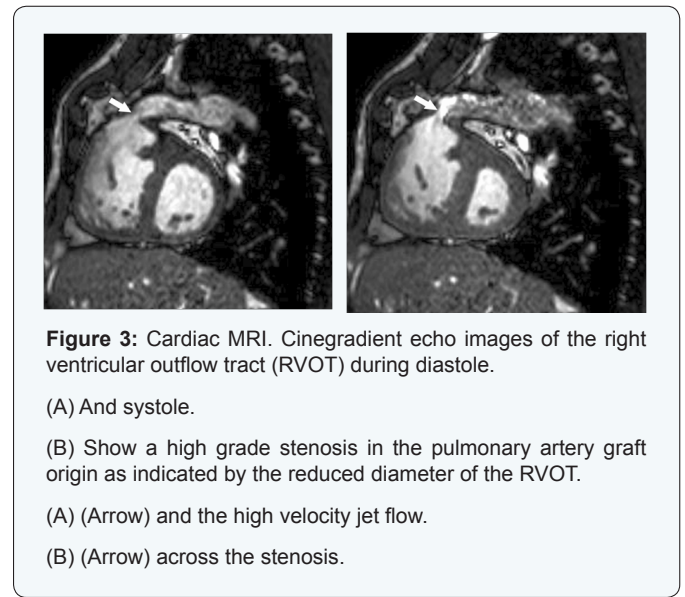 Figure 3: Cardiac MRI. Cinegradient echo images of the right
ventricular outflow tract (RVOT) during diastole.
(A) And systole.
(B) Show a high grade stenosis in the pulmonary artery graft
origin as indicated by the reduced diameter of the RVOT.
(A) (Arrow) and the high velocity jet flow.
(B) (Arrow) across the stenosis.